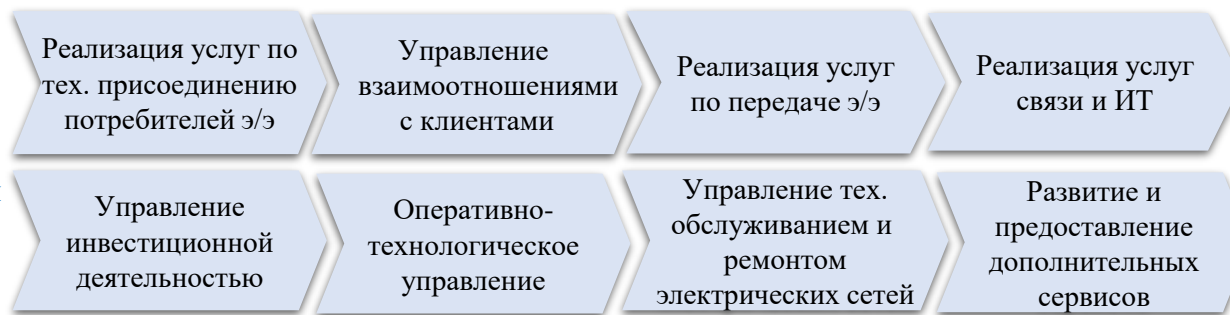 Реализация услуг по
тех. присоединению
потребителей э/э
Управление
взаимоотношениями
с клиентами
Реализация услуг
по передаче э/э
Реализация услуг
связи и ИТ
Управление
инвестиционной
деятельностью
Оперативно-
технологическое
управление
Управление тех.
обслуживанием и
ремонтом
электрических сетей
Развитие и
предоставление
дополнительных
сервисов